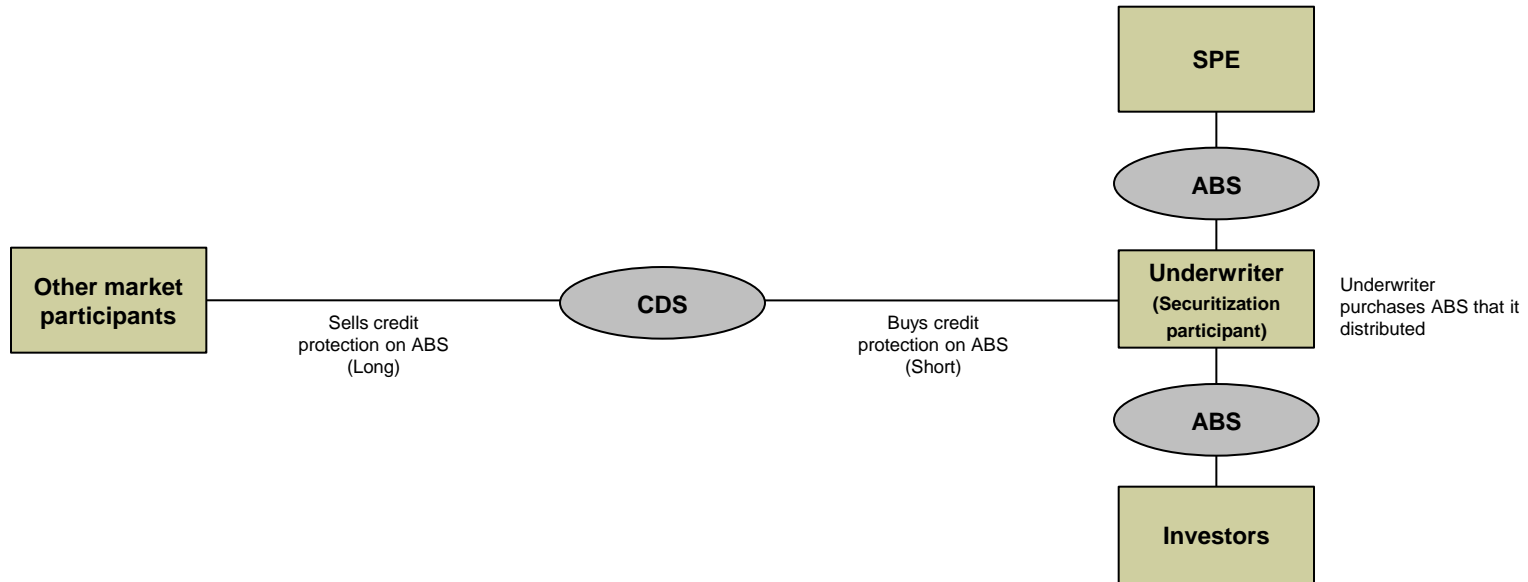 SPE
ABS
Other market
participants
Sells credit
protection on ABS
(Long)
CDS
Buys credit
protection on ABS
(Short)
Underwriter
(Securitization
participant)
Underwriter
purchases ABS that it
distributed
ABS
Investors